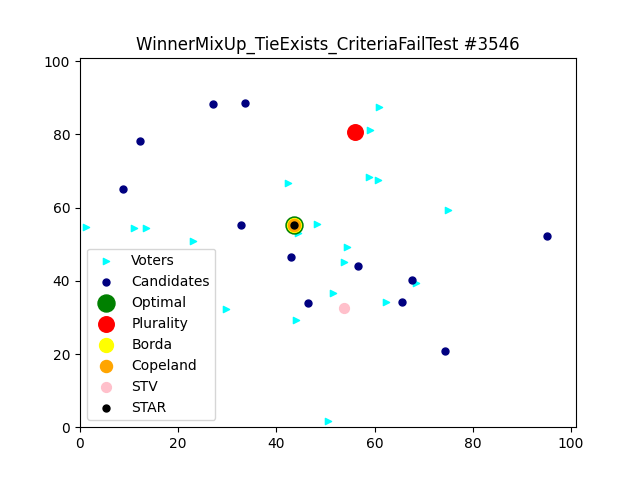 WinnerMixUp_TieExists_CriteriaFailTest #3546
100
80
60
40
20
0
Voters
Candidates
Optimal
Plurality
Borda
Copeland
STV
STAR
0 20 40 60 80 100